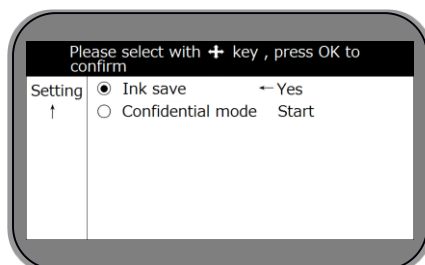 Please select with ✚ key , press OK to
confirm
Setting
↑
Ink save ← Yes
Confidential mode Start